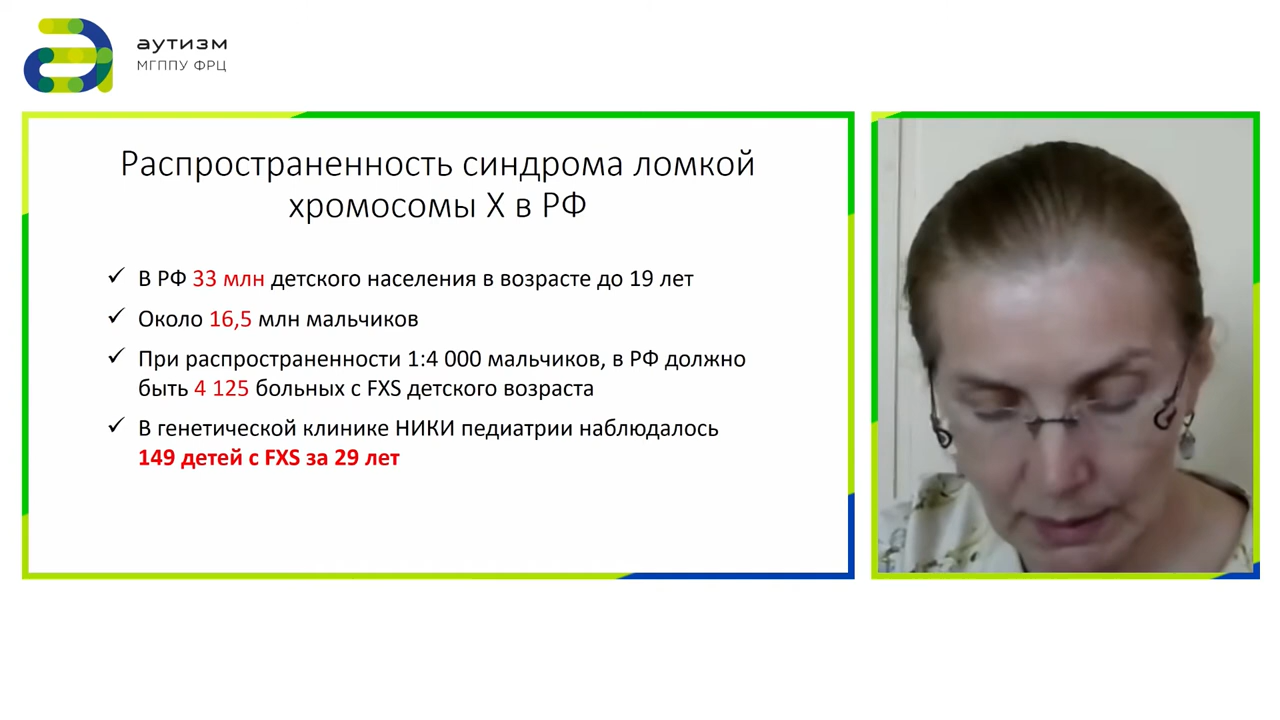 аутизм
МГППУ ФРЦ
Распространенность синдрома ломкой
хромосомы Х в РФ
✓ В РФ 33 млн детского населения в возрасте до 19 лет
✓ Около 16,5 млн мальчиков
✓ При распространенности 1:4 000 мальчиков, в РФ должно
быть 4 125 больных с FXS детского возраста
✓ В генетической клинике НИКИ педиатрии наблюдалось
149 детей с FXS за 29 лет